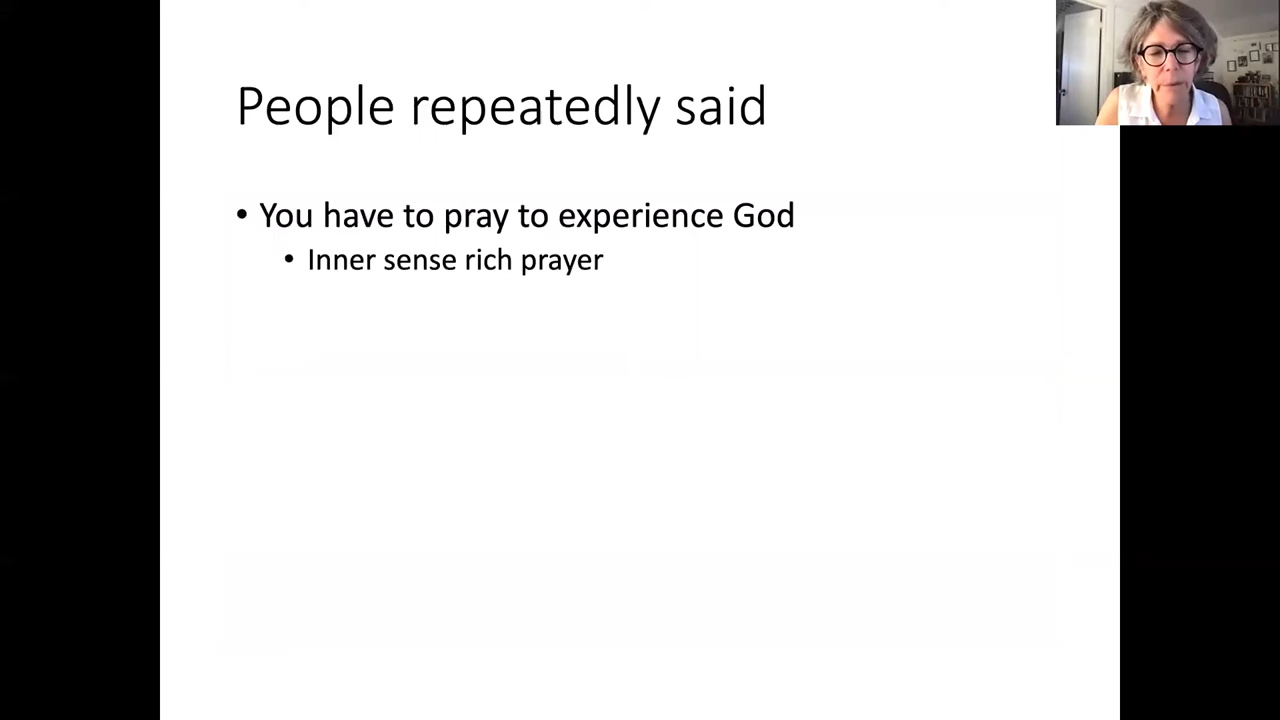 People repeatedly said
• You have to pray to experience God
• Inner sense rich prayer